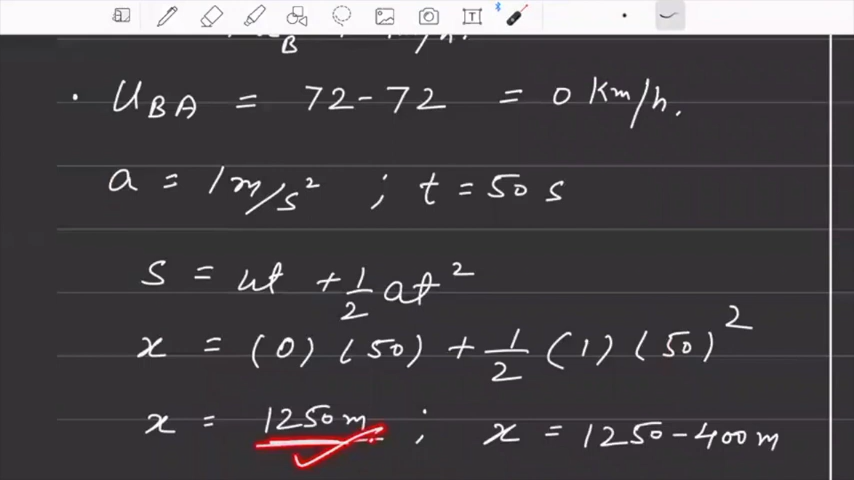 B
· u_BA = 72-72 = 0 km/h.
a = 1m/s² ; t = 50 s
S = ut + 1/2 at²
x = (0) (50) + 1/2 (1) (50)²
x = 1250 m ; x = 1250-400 m